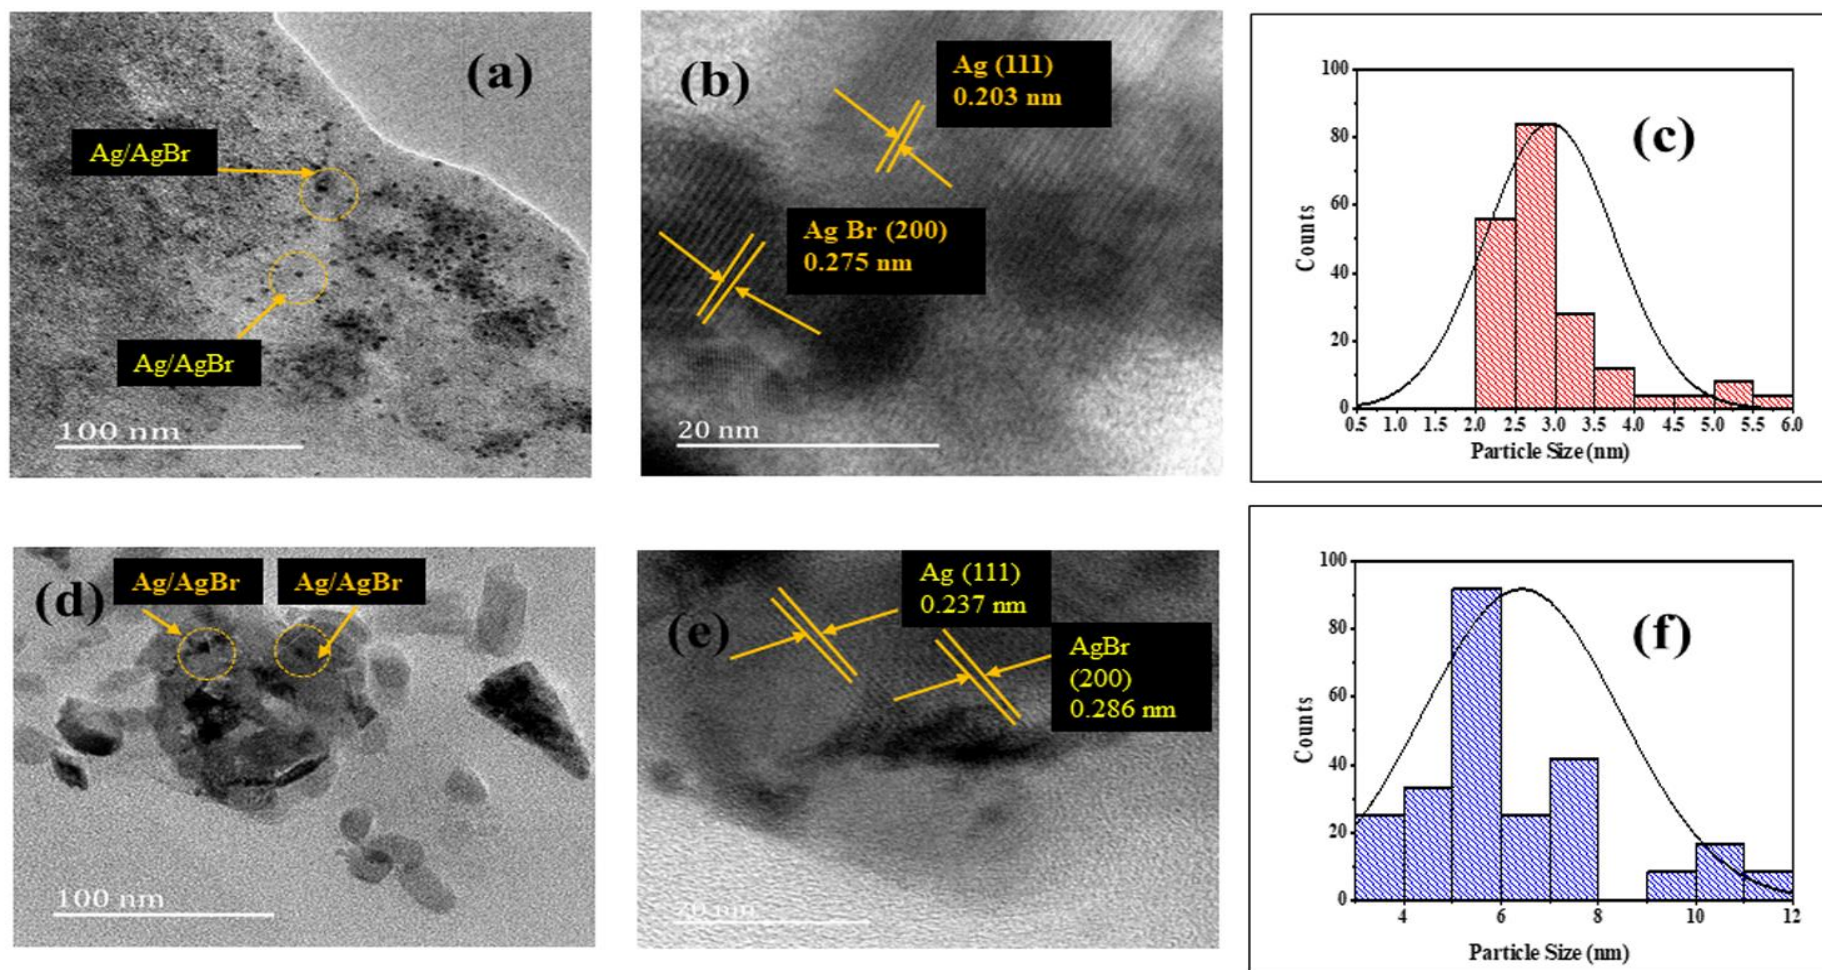 (a)
Ag/AgBr
Ag/AgBr
100 nm
(b)
Ag (111)
0.203 nm
Ag Br (200)
0.275 nm
20 nm
(c)
100
80
60
40
20
0
Counts
0.5 1.0 1.5 2.0 2.5 3.0 3.5 4.0 4.5 5.0 5.5 6.0
Particle Size (nm)
(d)
Ag/AgBr
Ag/AgBr
100 nm
(e)
Ag (111)
0.237 nm
AgBr
(200)
0.286 nm
20 nm
(f)
100
80
60
40
20
0
Counts
4 6 8 10 12
Particle Size (nm)